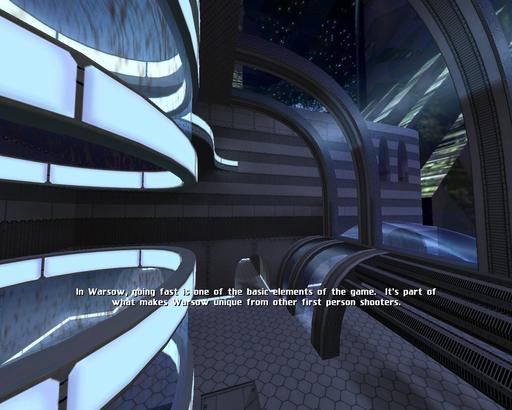 In Warsow, going fast is one of the basic elements of the game.  It's part of
what makes Warsow unique from other first person shooters.